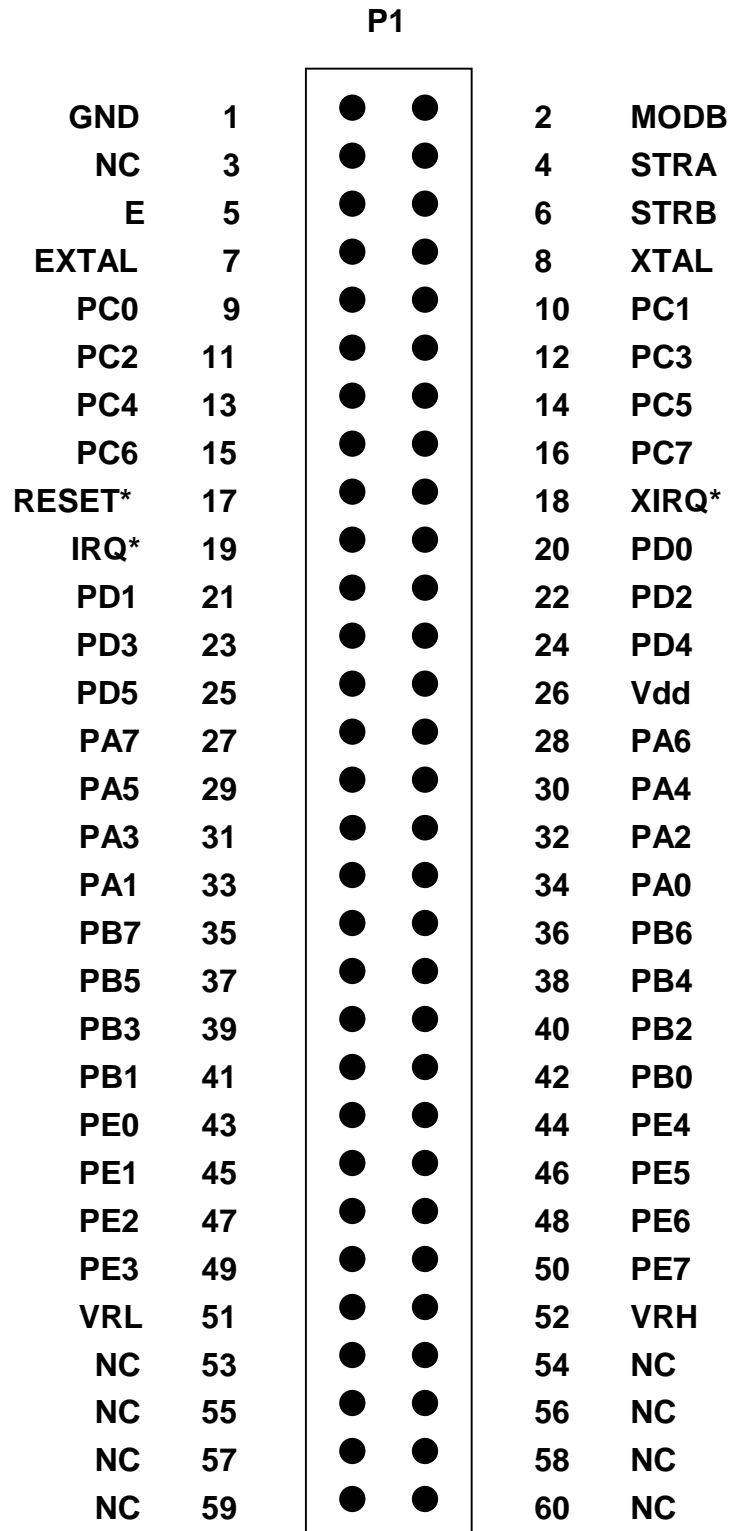 P1
GND 1 2 MODB
NC 3 4 STRA
E 5 6 STRB
EXTAL 7 8 XTAL
PC0 9 10 PC1
PC2 11 12 PC3
PC4 13 14 PC5
PC6 15 16 PC7
RESET* 17 18 XIRQ*
IRQ* 19 20 PD0
PD1 21 22 PD2
PD3 23 24 PD4
PD5 25 26 Vdd
PA7 27 28 PA6
PA5 29 30 PA4
PA3 31 32 PA2
PA1 33 34 PA0
PB7 35 36 PB6
PB5 37 38 PB4
PB3 39 40 PB2
PB1 41 42 PB0
PE0 43 44 PE4
PE1 45 46 PE5
PE2 47 48 PE6
PE3 49 50 PE7
VRL 51 52 VRH
NC 53 54 NC
NC 55 56 NC
NC 57 58 NC
NC 59 60 NC